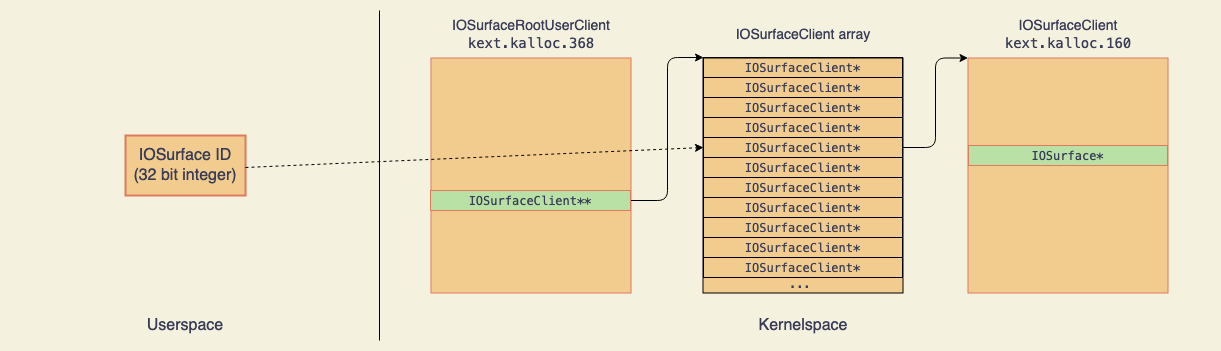 IOSurfaceRootUserClient
kext.kalloc.368
IOSurfaceClient array
IOSurfaceClient
kext.kalloc.160
IOSurface ID
(32 bit integer)
IOSurfaceClient**
IOSurfaceClient*
IOSurfaceClient*
IOSurfaceClient*
IOSurfaceClient*
IOSurfaceClient*
IOSurfaceClient*
IOSurfaceClient*
IOSurfaceClient*
IOSurfaceClient*
IOSurfaceClient*
IOSurfaceClient*
...
IOSurface*
Userspace
Kernelspace